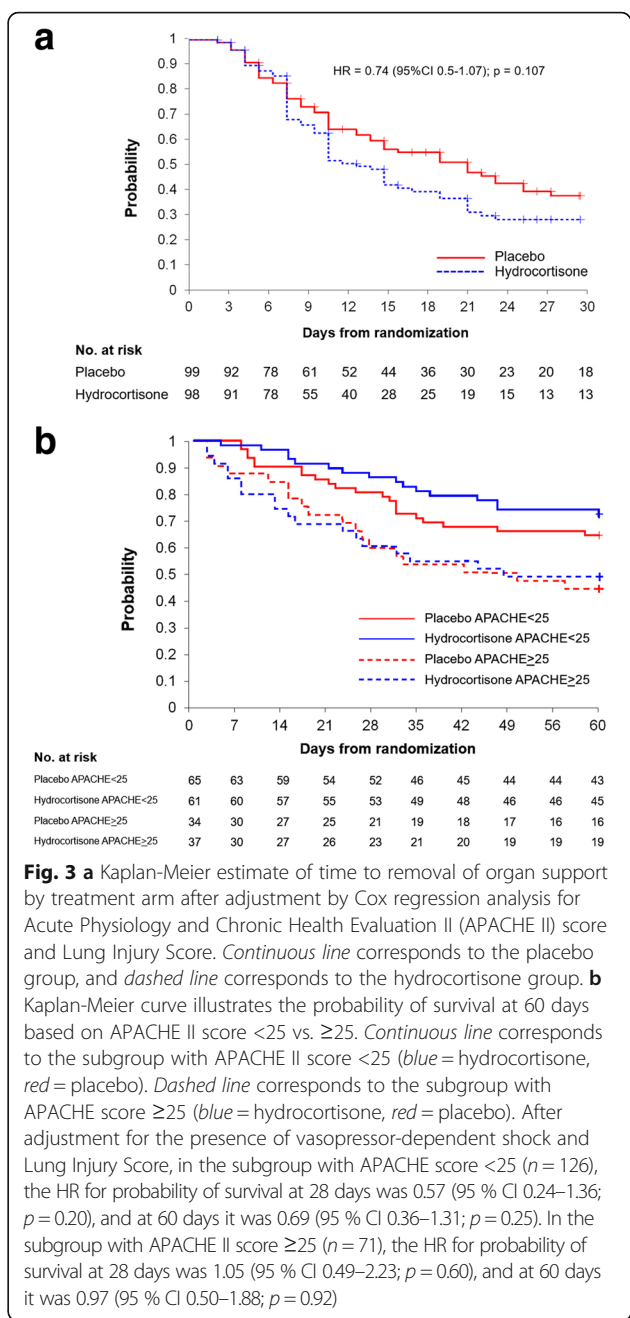 a
1
0.9
0.8
0.7
0.6
0.5
0.4
0.3
0.2
0.1
0
Probability
HR = 0.74 (95%CI 0.5-1.07); p = 0.107
Placebo
Hydrocortisone
0 3 6 9 12 15 18 21 24 27 30
Days from randomization
No. at risk
Placebo 99 92 78 61 52 44 36 30 23 20 18
Hydrocortisone 98 91 78 55 40 28 25 19 15 13 13
b
1
0.9
0.8
0.7
0.6
0.5
0.4
0.3
0.2
0.1
0
Probability
Placebo APACHE<25
Hydrocortisone APACHE<25
Placebo APACHE≥25
Hydrocortisone APACHE≥25
0 7 14 21 28 35 42 49 56 60
Days from randomization
No. at risk
Placebo APACHE<25 65 63 59 54 52 46 45 44 44 43
Hydrocortisone APACHE<25 61 60 57 55 53 49 48 46 46 45
Placebo APACHE≥25 34 30 27 25 21 19 18 17 16 16
Hydrocortisone APACHE≥25 37 30 27 26 23 21 20 19 19 19
Fig. 3 a Kaplan-Meier estimate of time to removal of organ support
by treatment arm after adjustment by Cox regression analysis for
Acute Physiology and Chronic Health Evaluation II (APACHE II) score
and Lung Injury Score. Continuous line corresponds to the placebo
group, and dashed line corresponds to the hydrocortisone group. b
Kaplan-Meier curve illustrates the probability of survival at 60 days
based on APACHE II score <25 vs. ≥25. Continuous line corresponds
to the subgroup with APACHE II score <25 (blue = hydrocortisone,
red = placebo). Dashed line corresponds to the subgroup with
APACHE score ≥25 (blue = hydrocortisone, red = placebo). After
adjustment for the presence of vasopressor-dependent shock and
Lung Injury Score, in the subgroup with APACHE score <25 (n = 126),
the HR for probability of survival at 28 days was 0.57 (95 % CI 0.24–1.36;
p = 0.20), and at 60 days it was 0.69 (95 % CI 0.36–1.31; p = 0.25). In the
subgroup with APACHE II score ≥25 (n = 71), the HR for probability of
survival at 28 days was 1.05 (95 % CI 0.49–2.23; p = 0.60), and at 60 days
it was 0.97 (95 % CI 0.50–1.88; p = 0.92)